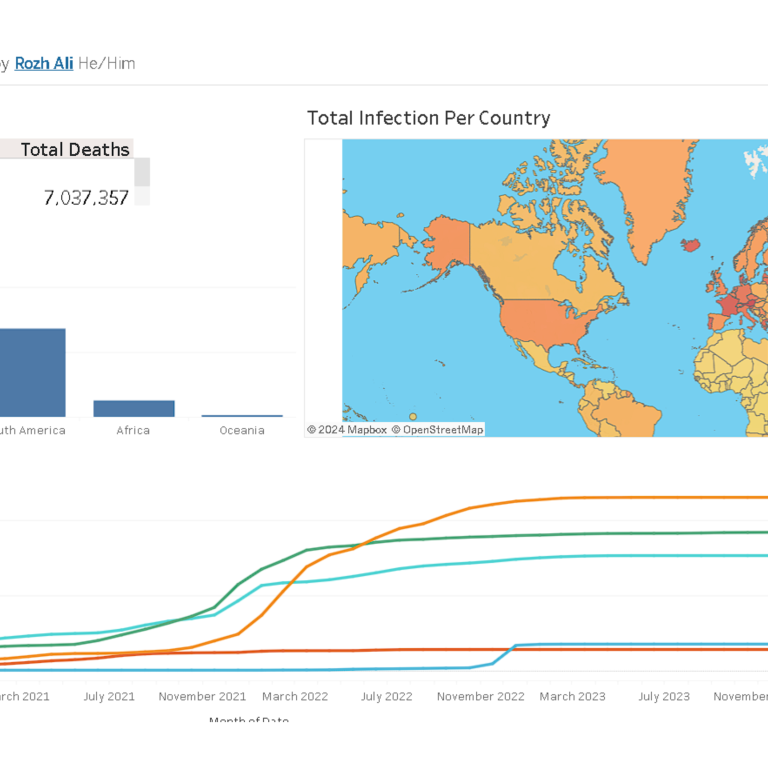 by Rozh Ali He/Him
Total Infection Per Country
Total Deaths
7,037,357
© 2024 Mapbox © OpenStreetMap
uth America Africa Oceania
rch 2021 July 2021 November 2021 March 2022 July 2022 November 2022 March 2023 July 2023 Novembe
Month of Date